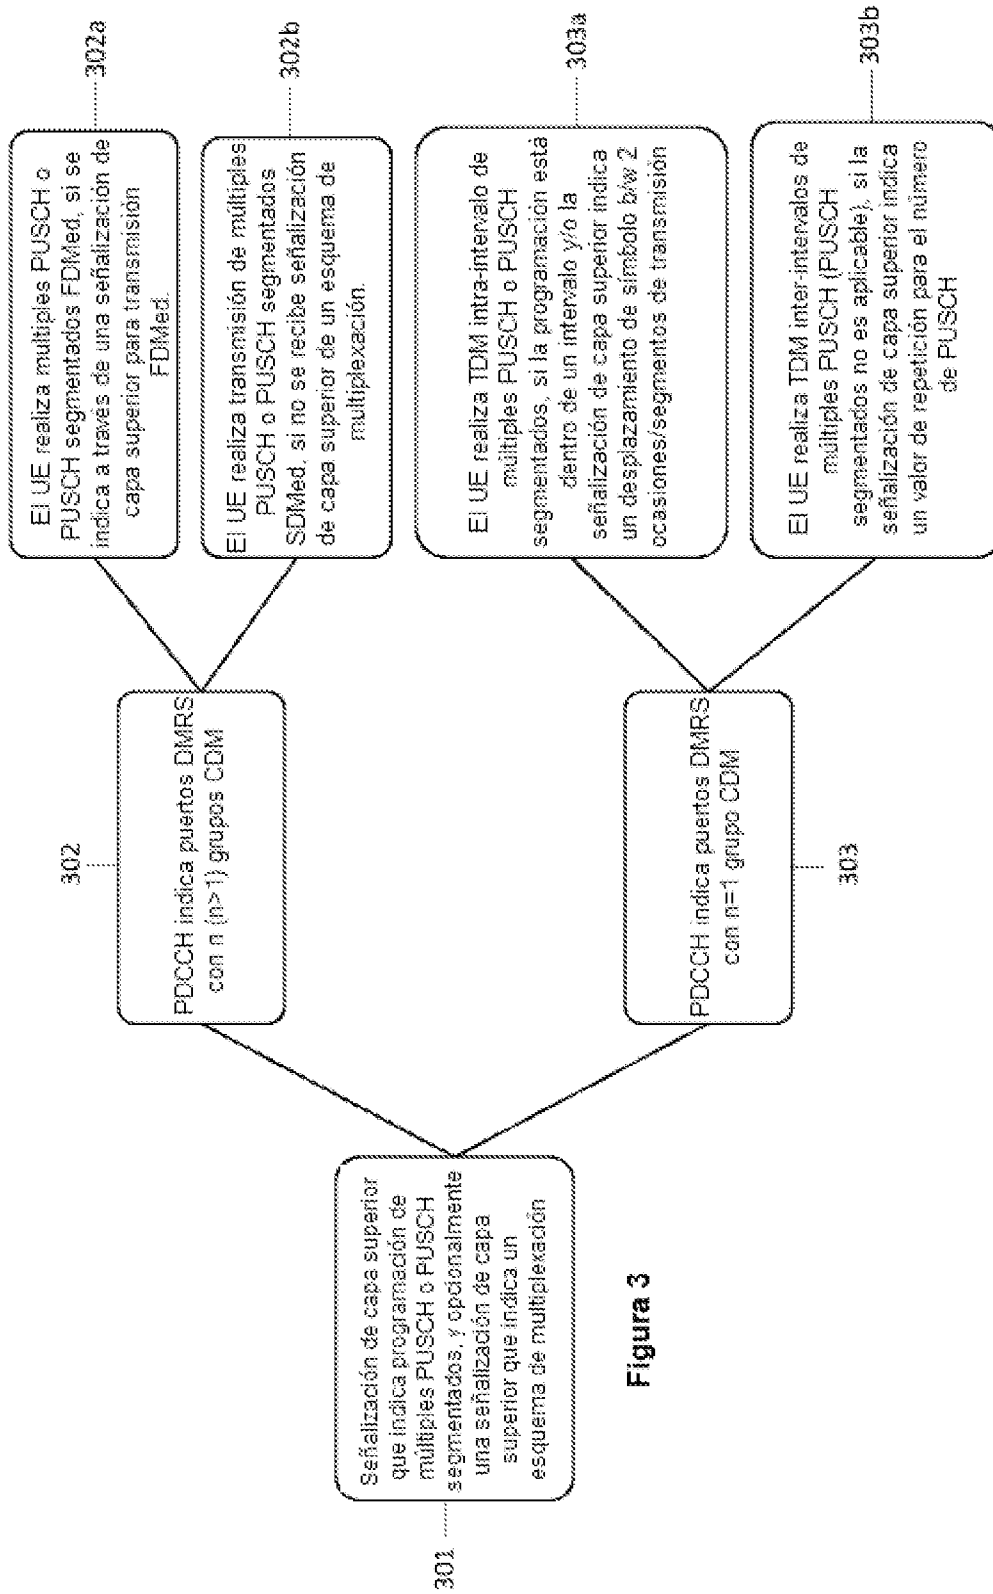 301
Señalización de capa superior
que indica programación de
múltiples PUSCH o PUSCH
segmentados, y opcionalmente
una señalización de capa
superior que indica un
esquema de multiplexación
302
PDCCH indica puertos DMRS
con n (n>1) grupos CDM
302a
El UE realiza multiples PUSCH o
PUSCH segmentados FDMed, si se
indica a través de una señalización de
capa superior para transmisión
FDMed.
302b
El UE realiza transmisión de múltiples
PUSCH o PUSCH segmentados
SDMed, si no se recibe señalización
de capa superior de un esquema de
multiplexación.
303
PDCCH indica puertos DMRS
con n=1 grupo CDM
303a
El UE realiza TDM intra-intervalo de
múltiples PUSCH o PUSCH
segmentados, si la programación está
dentro de un intervalo y/o la
señalización de capa superior indica
un desplazamiento de símbolo b/w 2
ocasiones/segmentos de transmisión
303b
El UE realiza TDM inter-intervalos de
múltiples PUSCH (PUSCH
segmentados no es aplicable), si la
señalización de capa superior indica
un valor de repetición para el número
de PUSCH
Figura 3